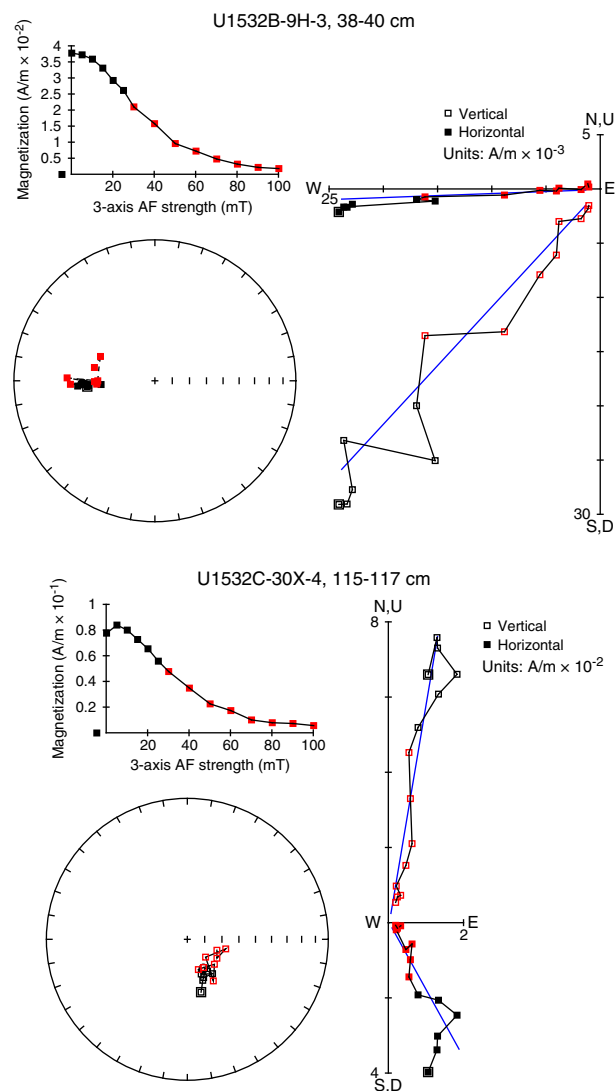 U1532B-9H-3, 38-40 cm
Magnetization (A/m × 10⁻²)
4
3.5
3
2.5
2
1.5
1
0.5
20 40 60 80 100
3-axis AF strength (mT)
Vertical
Horizontal
Units: A/m × 10⁻³
N,U
5
W
25
E
30
S,D
U1532C-30X-4, 115-117 cm
Magnetization (A/m × 10⁻¹)
1
0.8
0.6
0.4
0.2
20 40 60 80 100
3-axis AF strength (mT)
N,U
8
Vertical
Horizontal
Units: A/m × 10⁻²
W
E
2
4
S,D